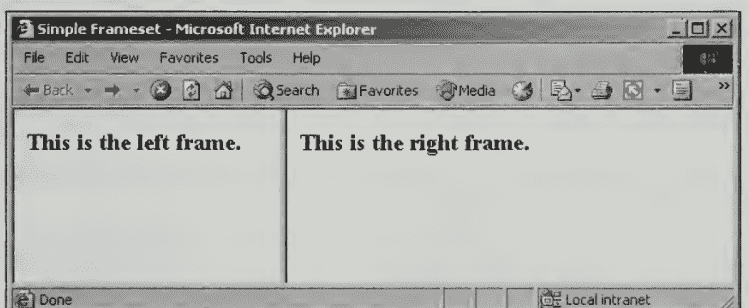 Simple Frameset - Microsoft Internet Explorer
File Edit View Favorites Tools Help
Back Search Favorites Media »
This is the left frame. This is the right frame.
Done Local intranet